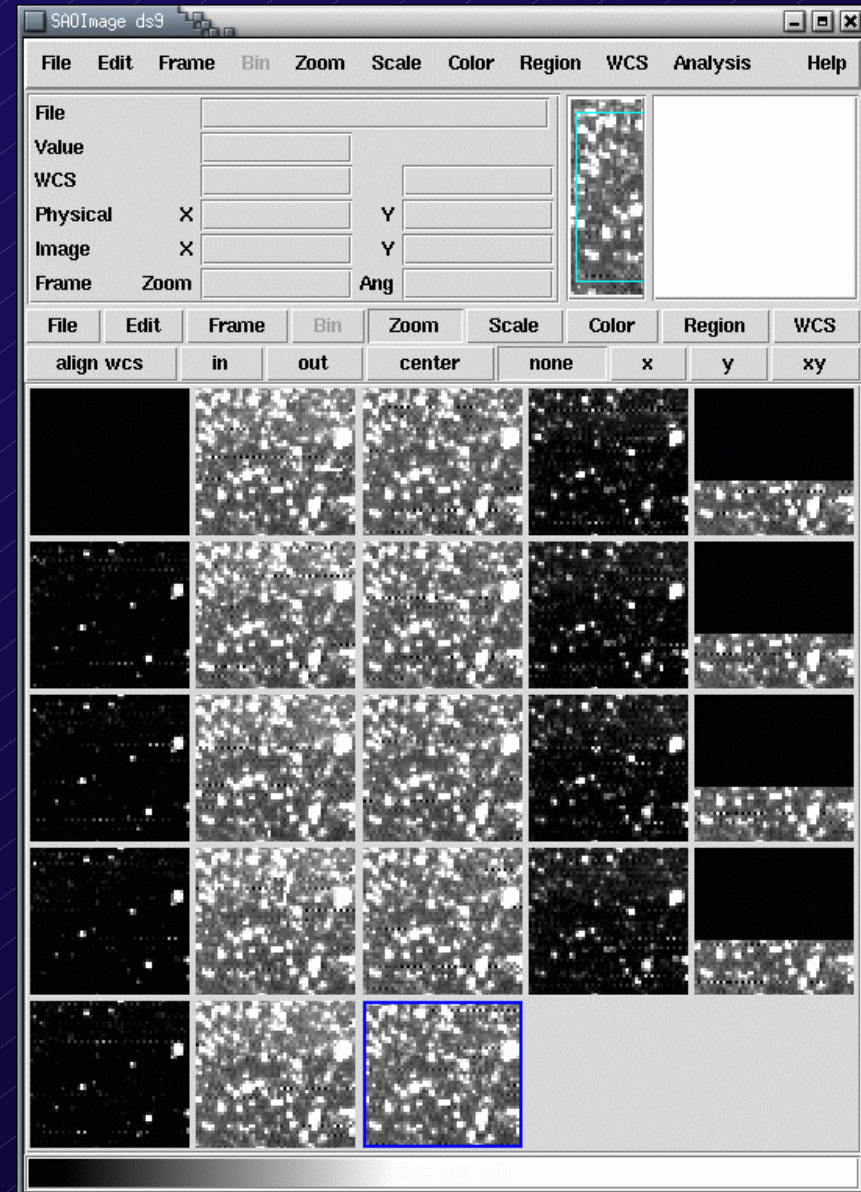 SAOImage ds9
File Edit Frame Bin Zoom Scale Color Region WCS Analysis Help
File
Value
WCS
Physical X Y
Image X Y
Frame Zoom Ang
File Edit Frame Bin Zoom Scale Color Region WCS
align wcs in out center none x y xy